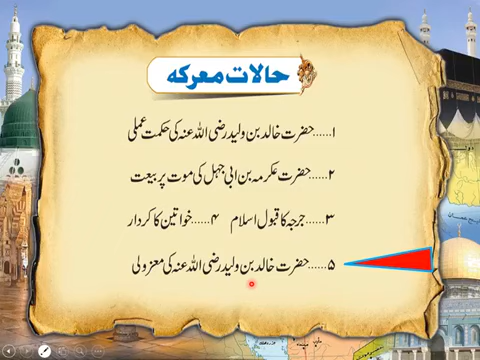 حالات معرکہ
۱......حضرت خالد بن ولید رضی اللہ عنہ کی حکمت عملی
۲......حضرت عکرمہ بن ابی جہل کی موت پر بیعت
۳......جرجہ کا قبول اسلام ۴......خواتین کا کردار
۵......حضرت خالد بن ولید رضی اللہ عنہ کی معزولی